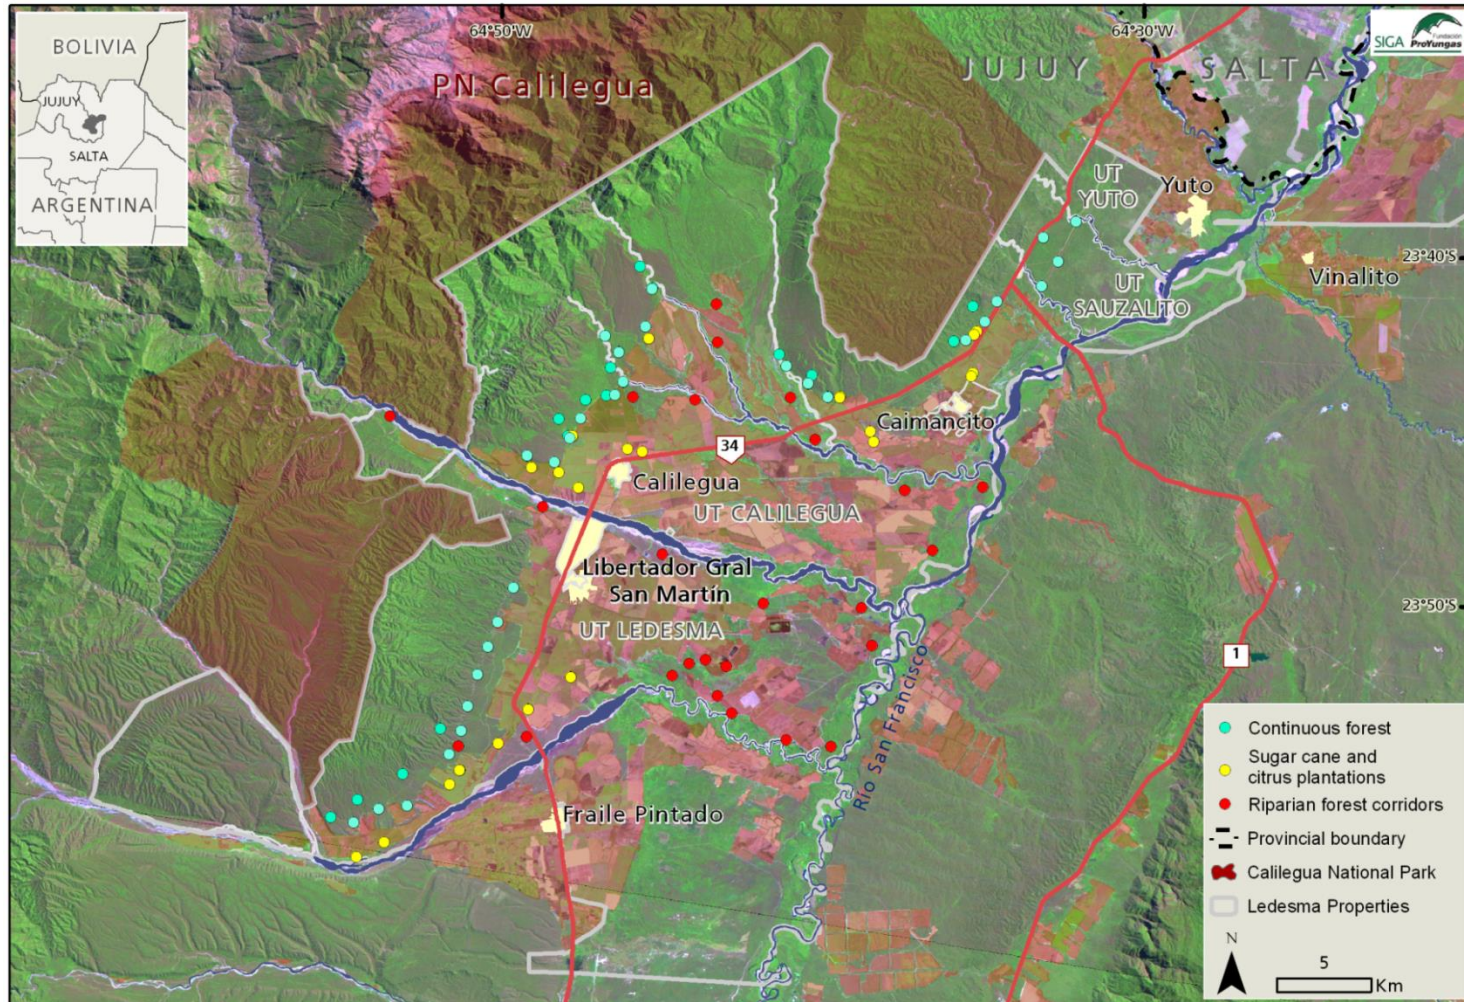 BOLIVIA
JUJUY
SALTA
ARGENTINA
64°50'W
64°30'W
SIGA
Fundación
ProYungas
PN Calilegua
JUJUY
SALTA
UT
YUTO
Yuto
23°40'S
Vinalito
UT
SAUZALITO
Caimancito
34
Calilegua
UT CALILEGUA
Libertador Gral
San Martín
23°50'S
UT LEDESMA
1
Río San Francisco
Fraile Pintado
Continuous forest
Sugar cane and
citrus plantations
Riparian forest corridors
Provincial boundary
Calilegua National Park
Ledesma Properties
N
5
Km